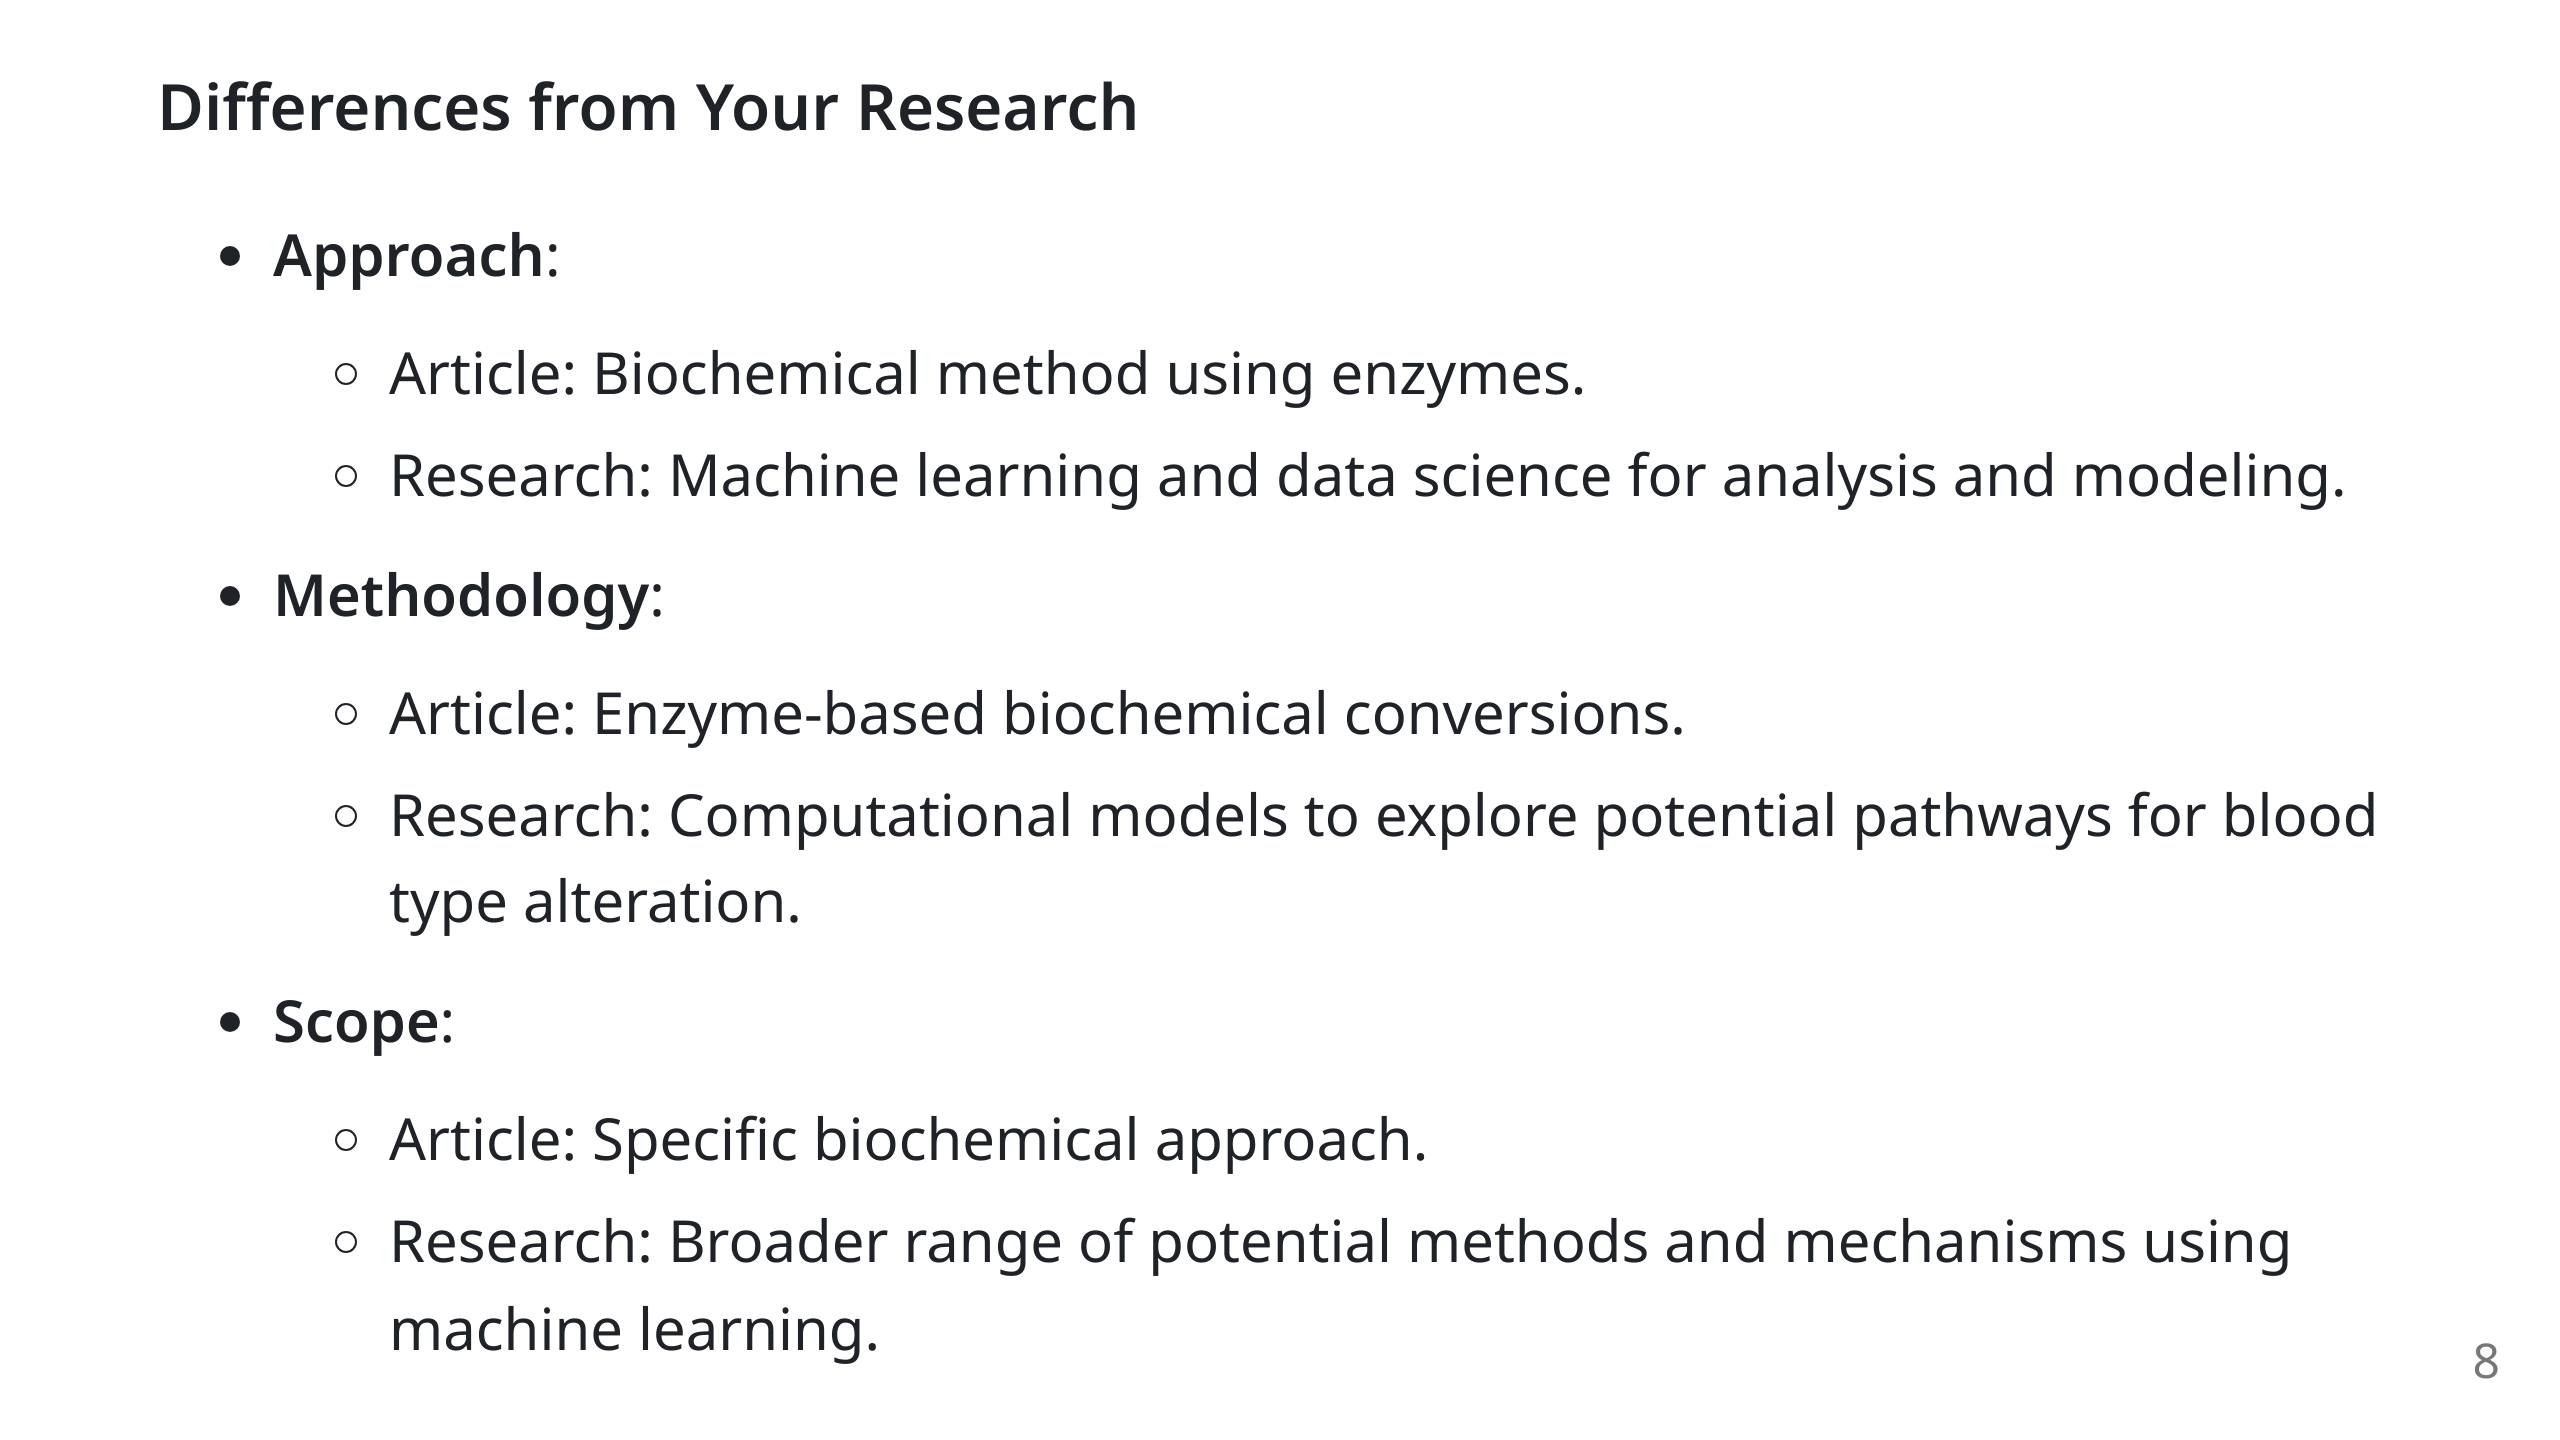 Differences from Your Research
• Approach:
○ Article: Biochemical method using enzymes.
○ Research: Machine learning and data science for analysis and modeling.
• Methodology:
○ Article: Enzyme-based biochemical conversions.
○ Research: Computational models to explore potential pathways for blood
type alteration.
• Scope:
○ Article: Specific biochemical approach.
○ Research: Broader range of potential methods and mechanisms using
machine learning.
8